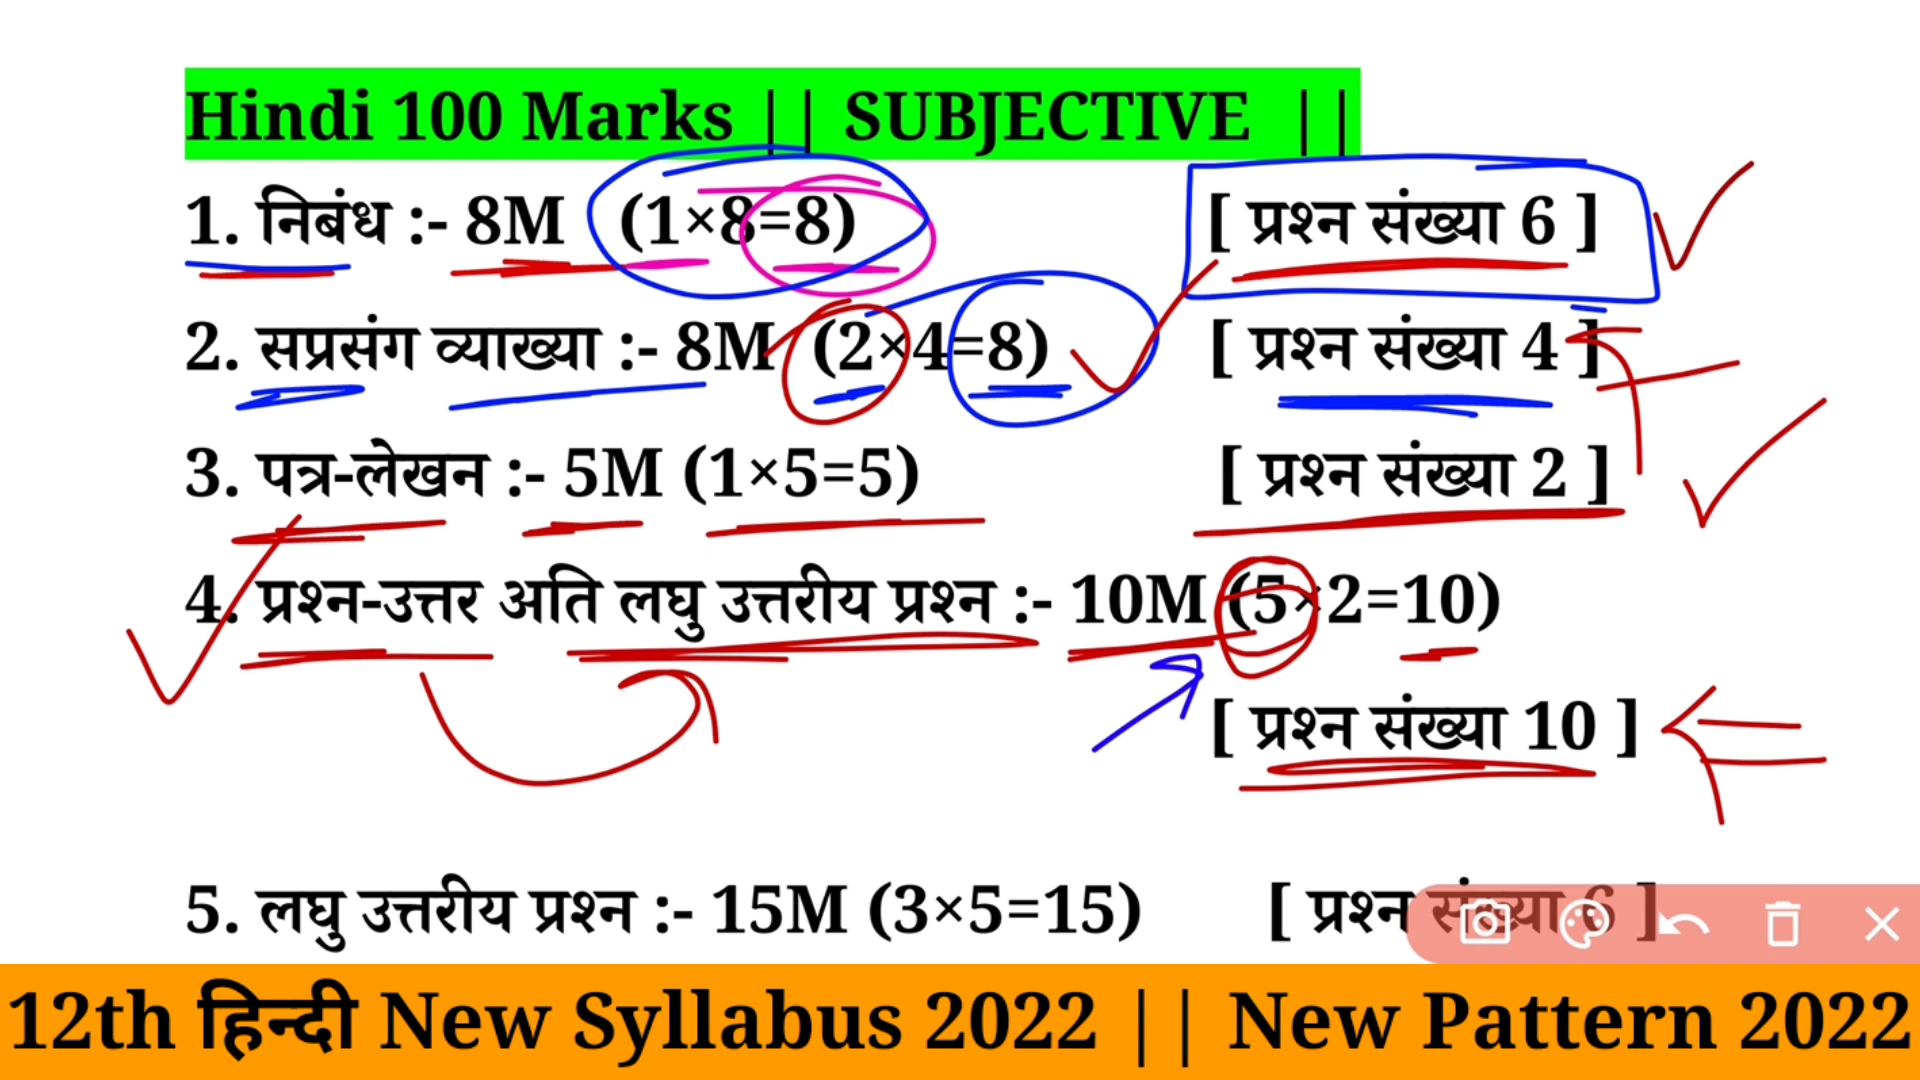 Hindi 100 Marks || SUBJECTIVE ||
1. निबंध :- 8M (1×8=8) [ प्रश्न संख्या 6 ]
2. सप्रसंग व्याख्या :- 8M (2×4=8) [ प्रश्न संख्या 4 ]
3. पत्र-लेखन :- 5M (1×5=5) [ प्रश्न संख्या 2 ]
4. प्रश्न-उत्तर अति लघु उत्तरीय प्रश्न :- 10M (5×2=10)
[ प्रश्न संख्या 10 ]
5. लघु उत्तरीय प्रश्न :- 15M (3×5=15) [ प्रश्न संख्या 6 ]
12th हिन्दी New Syllabus 2022 || New Pattern 2022